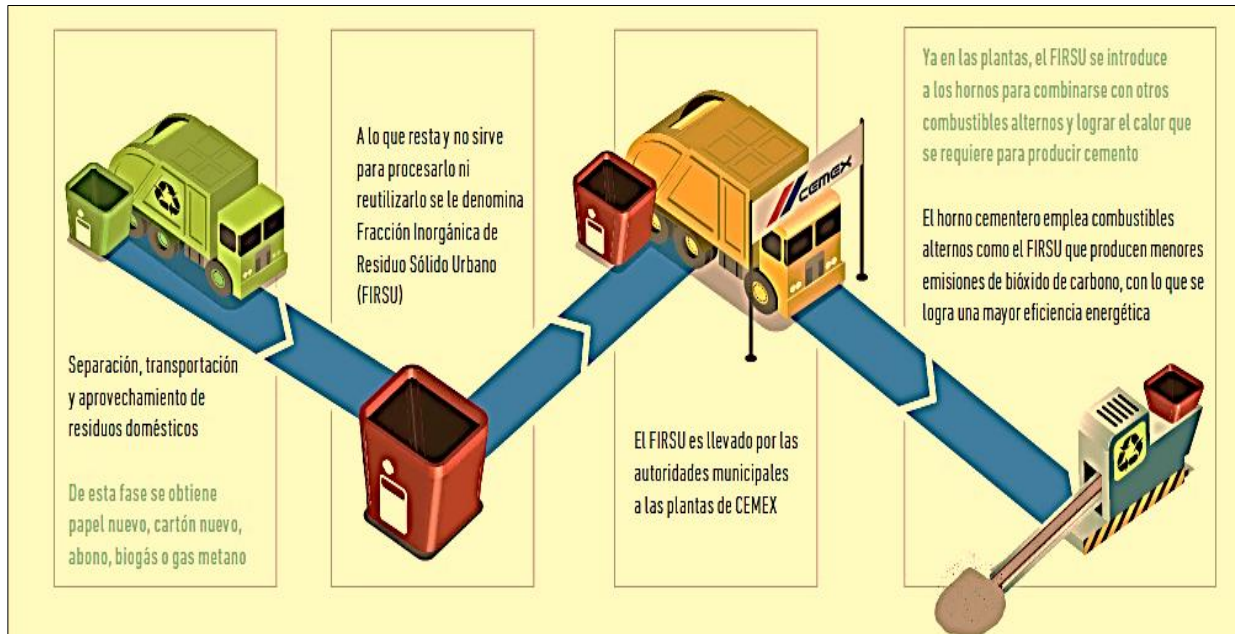 Separación, transportación
y aprovechamiento de
residuos domésticos
De esta fase se obtiene
papel nuevo, cartón nuevo,
abono, biogás o gas metano
A lo que resta y no sirve
para procesarlo ni
reutilizarlo se le denomina
Fracción Inorgánica de
Residuo Sólido Urbano
(FIRSU)
CEMEX
El FIRSU es llevado por las
autoridades municipales
a las plantas de CEMEX
Ya en las plantas, el FIRSU se introduce
a los hornos para combinarse con otros
combustibles alternos y lograr el calor que
se requiere para producir cemento
El horno cementero emplea combustibles
alternos como el FIRSU que producen menores
emisiones de bióxido de carbono, con lo que se
logra una mayor eficiencia energética